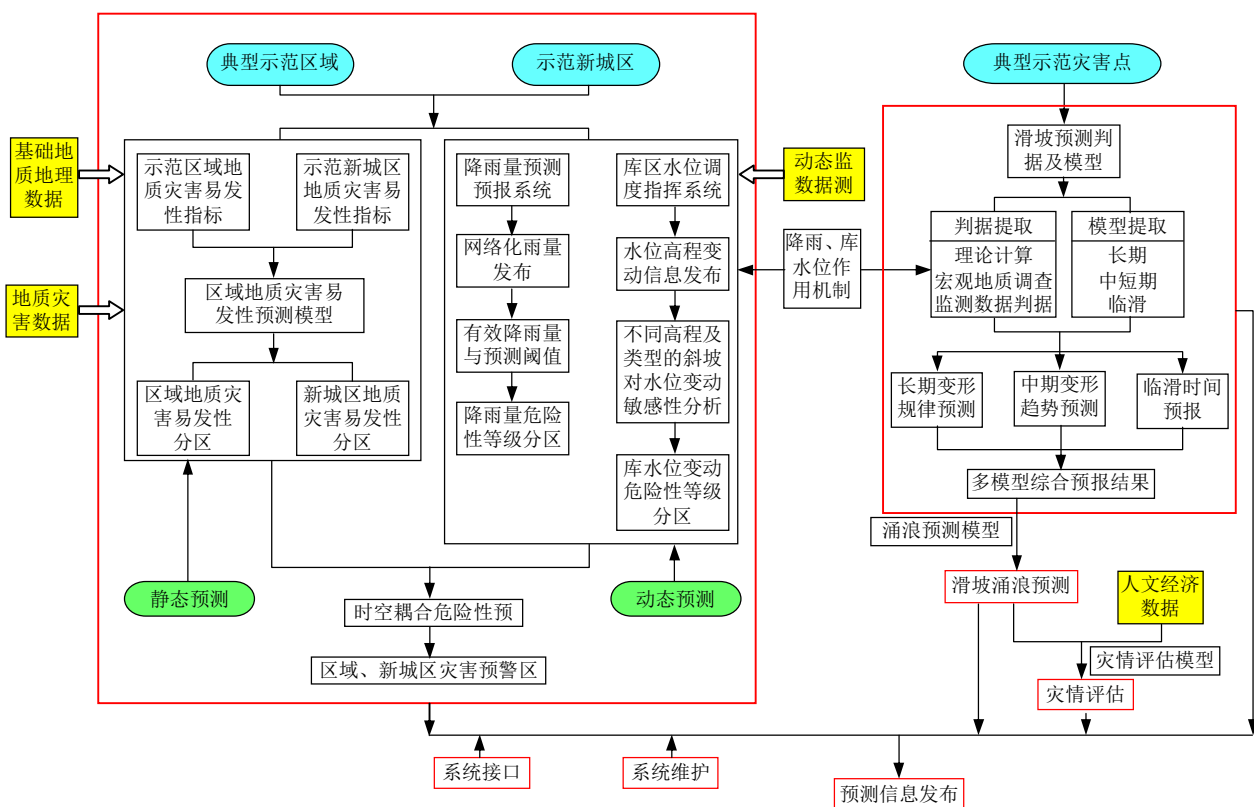 典型示范区域
示范新城区
典型示范灾害点
基础地
质地理
数据
地质灾
害数据
示范区域地
质灾害易发
性指标
示范新城区
地质灾害易
发性指标
区域地质灾害易
发性预测模型
区域地质灾
害易发性
分区
新城区地质
灾害易发性
分区
静态预测
降雨量预测
预报系统
网络化雨量
发布
有效降雨量
与预测阈值
降雨量危险
性等级分区
库区水位调
度指挥系统
水位高程变
动信息发布
不同高程及
类型的斜坡
对水位变动
敏感性分析
库水位变动
危险性等级
分区
动态预测
动态监
数据测
降雨、库
水位作
用机制
时空耦合危险性预
区域、新城区灾害预警区
滑坡预测判
据及模型
判据提取
理论计算
宏观地质调查
监测数据判据
模型提取
长期
中短期
临滑
长期变形
规律预测
中期变形
趋势预测
临滑时间
预报
多模型综合预报结果
涌浪预测模型
滑坡涌浪预测
人文经济
数据
灾情评估模型
灾情评估
系统接口
系统维护
预测信息发布